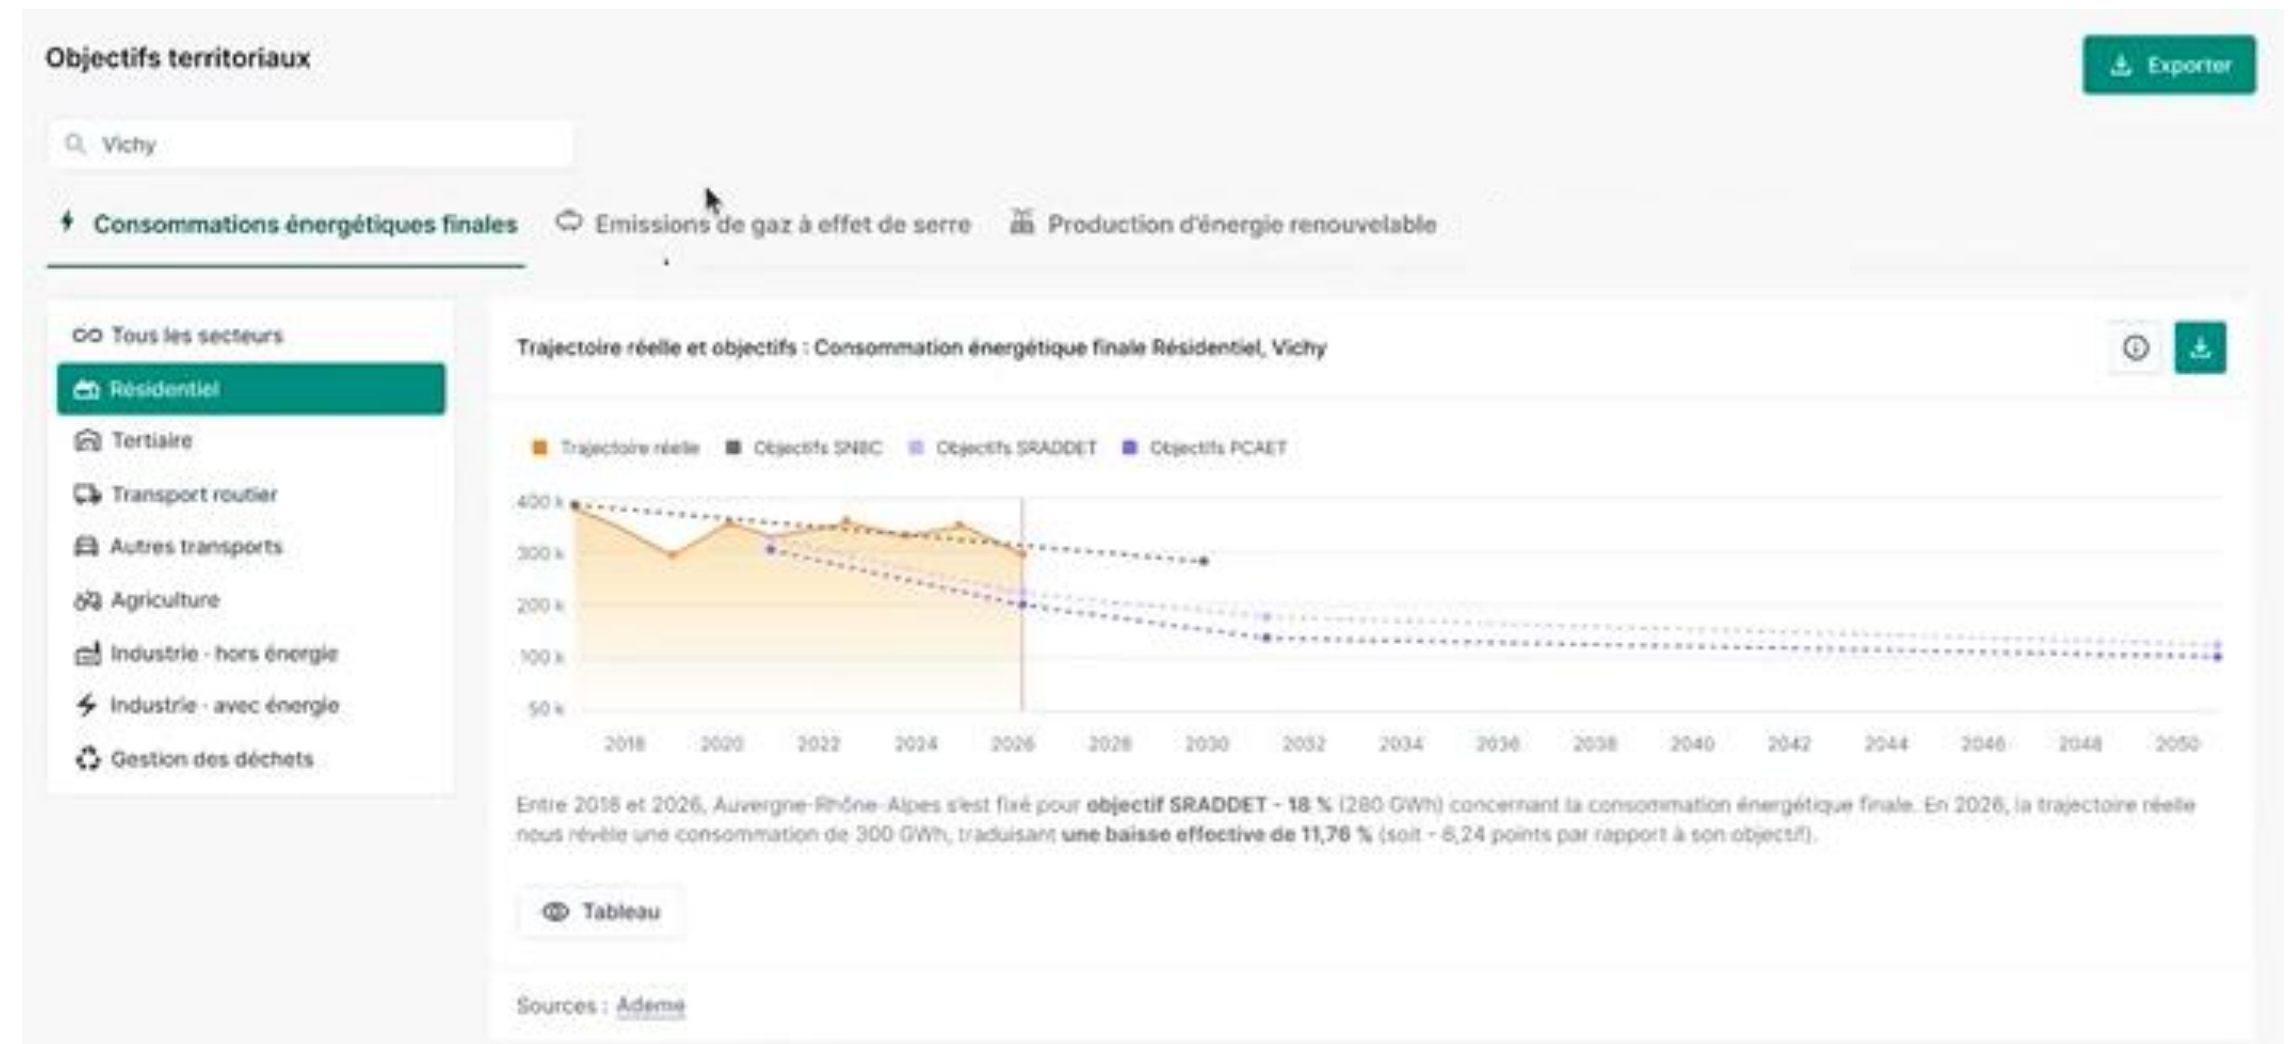 Objectifs territoriaux
Exporter
Vichy
Consommations énergétiques finales
Emissions de gaz à effet de serre
Production d'énergie renouvelable
Tous les secteurs
Résidentiel
Tertiaire
Transport routier
Autres transports
Agriculture
Industrie - hors énergie
Industrie - avec énergie
Gestion des déchets
Trajectoire réelle et objectifs : Consommation énergétique finale Résidentiel, Vichy
Trajectoire réelle
Objectifs SNBC
Objectifs SRADDET
Objectifs PCAET
400 k
300 k
200 k
100 k
50 k
2018 2020 2022 2024 2026 2028 2030 2032 2034 2036 2038 2040 2042 2044 2046 2048 2050
Entre 2018 et 2026, Auvergne-Rhône-Alpes s'est fixé pour objectif SRADDET - 18 % (280 GWh) concernant la consommation énergétique finale. En 2026, la trajectoire réelle
nous révèle une consommation de 300 GWh, traduisant une baisse effective de 11,76 % (soit - 6,24 points par rapport à son objectif).
Tableau
Sources : Ademe